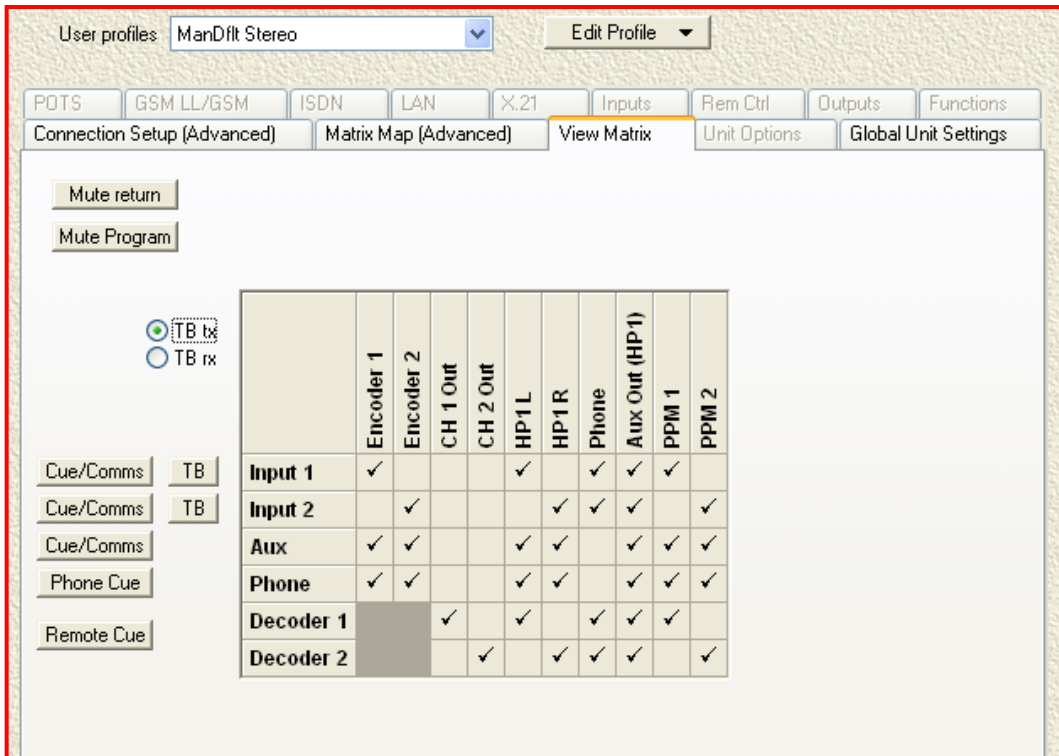 User profiles ManDflt Stereo Edit Profile
POTS GSM LL/GSM ISDN LAN X.21 Inputs Rem Ctrl Outputs Functions
Connection Setup (Advanced) Matrix Map (Advanced) View Matrix Unit Options Global Unit Settings
Mute return
Mute Program
TB tx
TB rx
Encoder 1 Encoder 2 CH 1 Out CH 2 Out HP1 L HP1 R Phone Aux Out (HP1) PPM 1 PPM 2
Cue/Comms TB Input 1 ✓ ✓ ✓ ✓ ✓
Cue/Comms TB Input 2 ✓ ✓ ✓ ✓ ✓
Cue/Comms Aux ✓ ✓ ✓ ✓ ✓ ✓ ✓
Phone Cue Phone ✓ ✓ ✓ ✓ ✓ ✓ ✓
Decoder 1 ✓ ✓ ✓ ✓ ✓
Remote Cue
Decoder 2 ✓ ✓ ✓ ✓ ✓